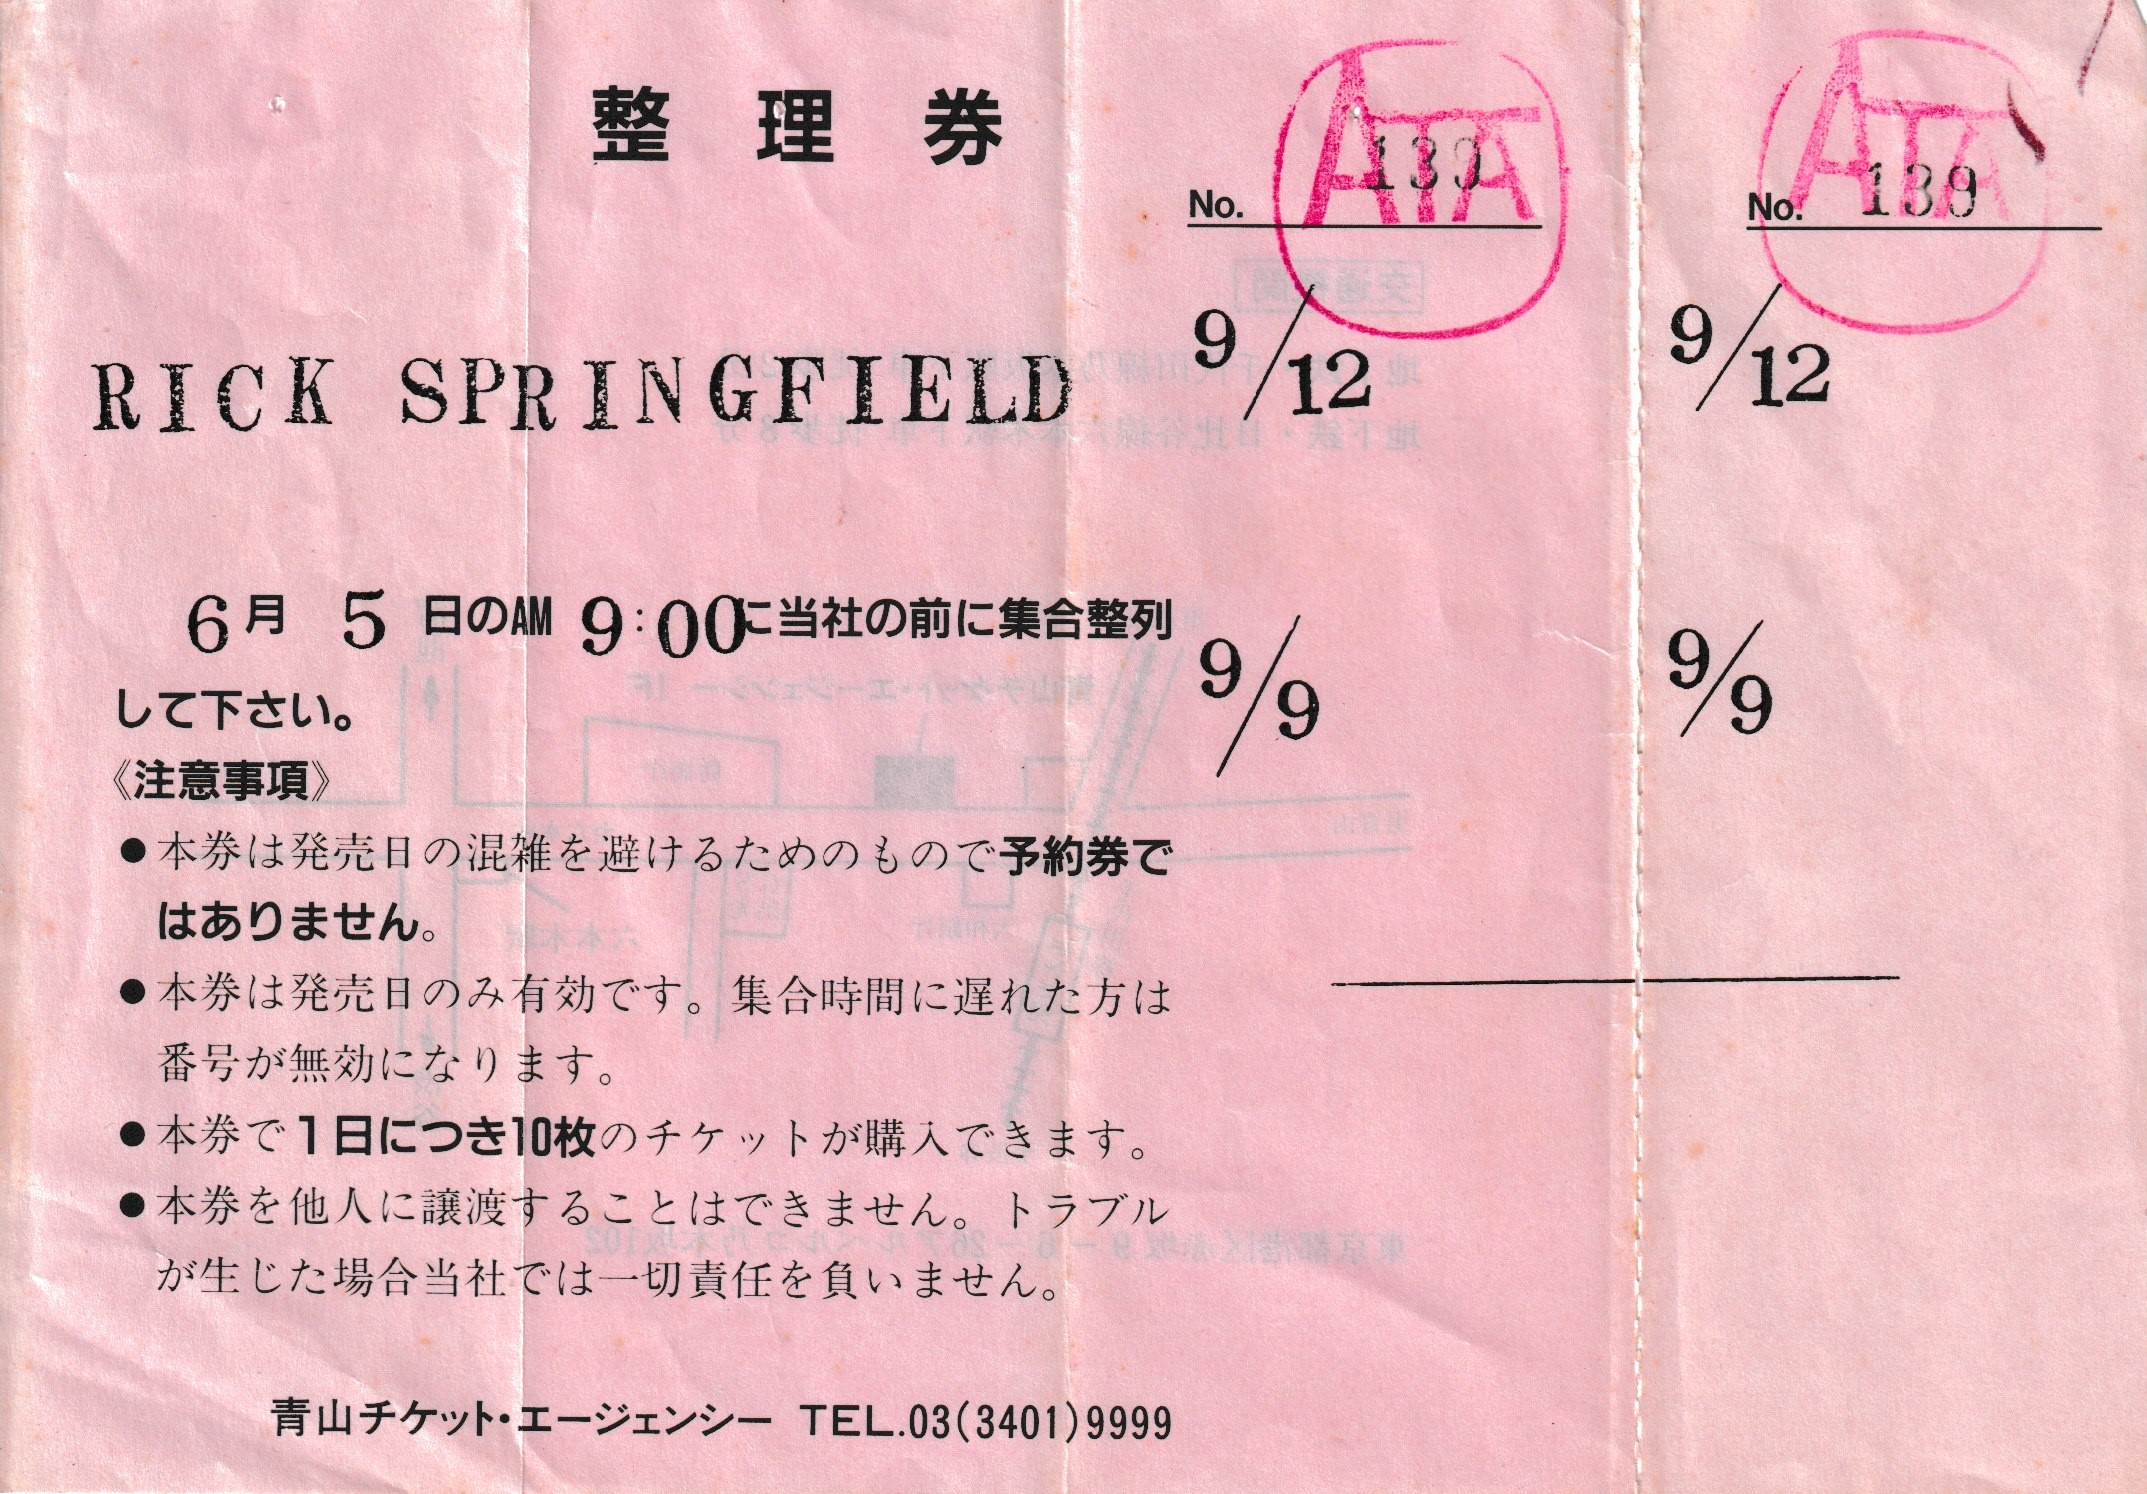 整理券
ATA
No. 139
ATA
No. 139
RICK SPRINGFIELD
9/12
9/12
6月 5 日のAM 9:00に当社の前に集合整列
して下さい。
9/9
9/9
《注意事項》
●本券は発売日の混雑を避けるためのもので予約券で
はありません。
●本券は発売日のみ有効です。集合時間に遅れた方は
番号が無効になります。
●本券で1日につき10枚のチケットが購入できます。
●本券を他人に譲渡することはできません。トラブル
が生じた場合当社では一切責任を負いません。
青山チケット・エージェンシー TEL.03(3401)9999